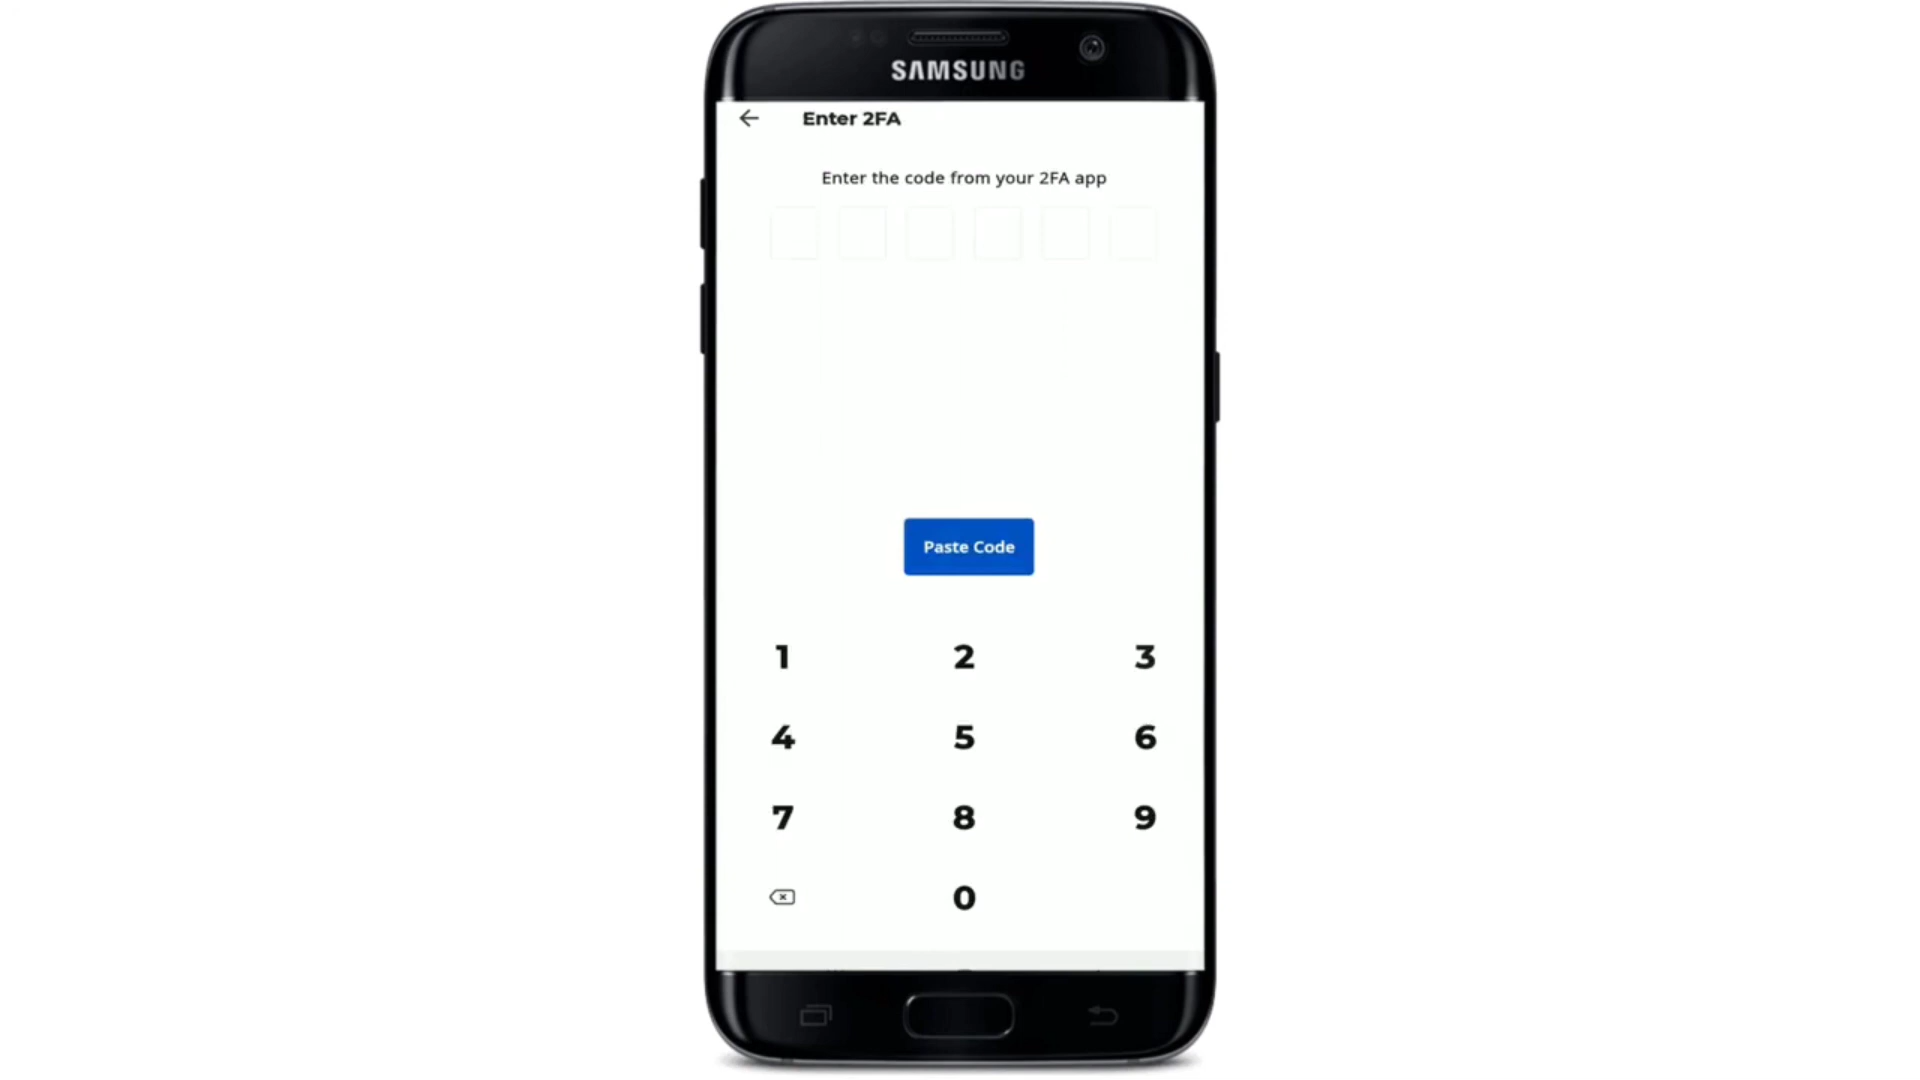 SAMSUNG
Enter 2FA
Enter the code from your 2FA app
Paste Code
1 2 3
4 5 6
7 8 9
0